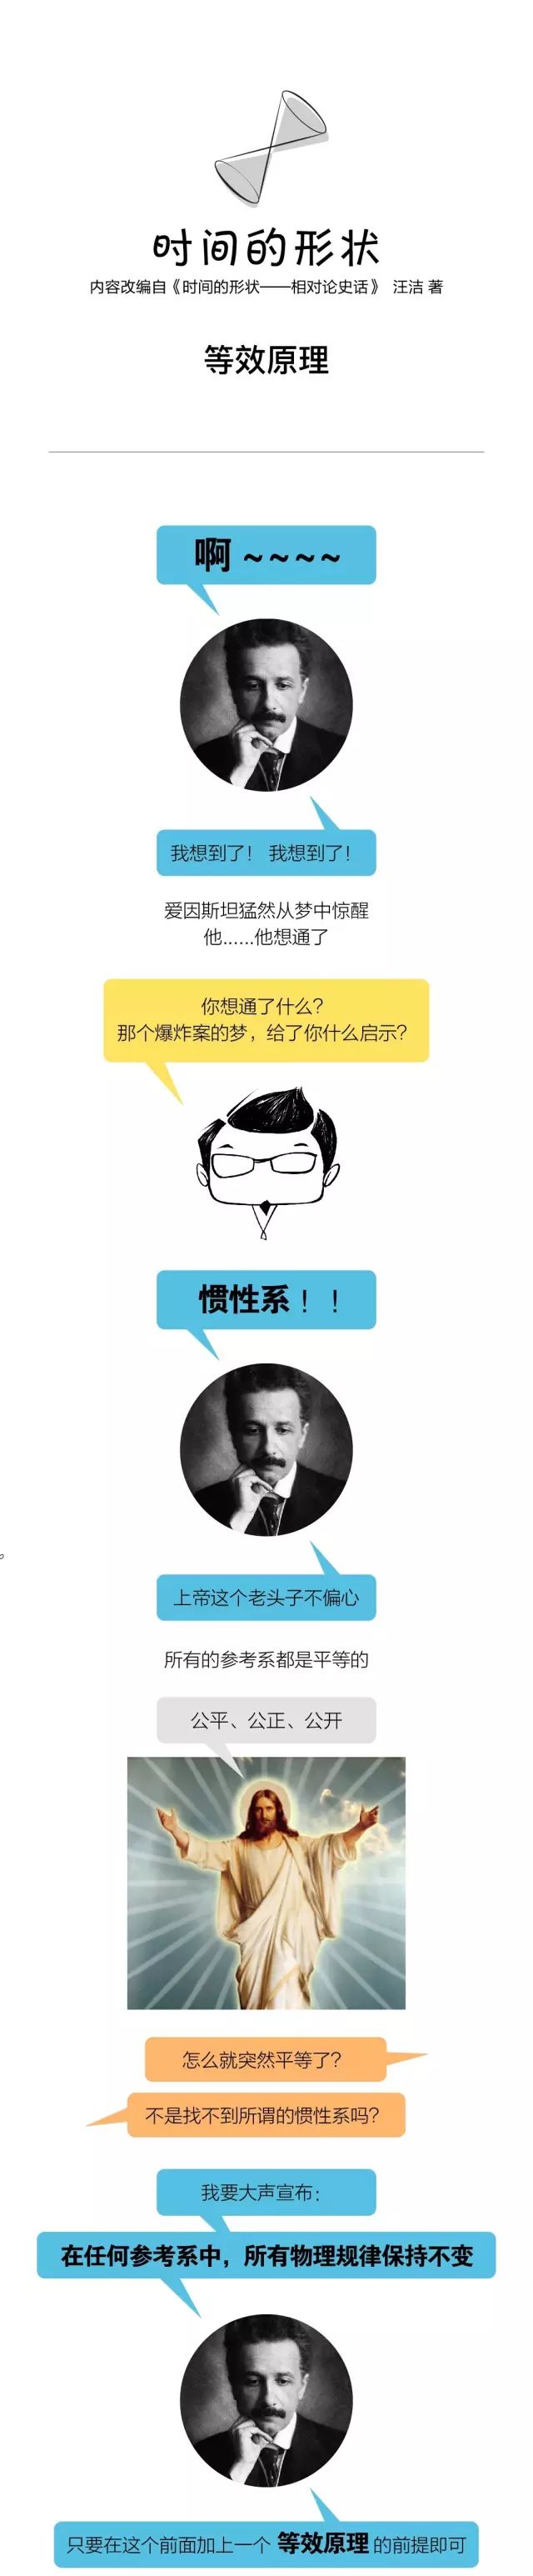 时间的形状
内容改编自《时间的形状——相对论史话》 汪洁 著
等效原理
啊 ~~~~
我想到了! 我想到了!
爱因斯坦猛然从梦中惊醒
他......他想通了
你想通了什么?
那个爆炸案的梦，给了你什么启示?
惯性系！！
上帝这个老头子不偏心
所有的参考系都是平等的
公平、公正、公开
怎么就突然平等了?
不是找不到所谓的惯性系吗?
我要大声宣布：
在任何参考系中，所有物理规律保持不变
只要在这个前面加上一个 等效原理 的前提即可